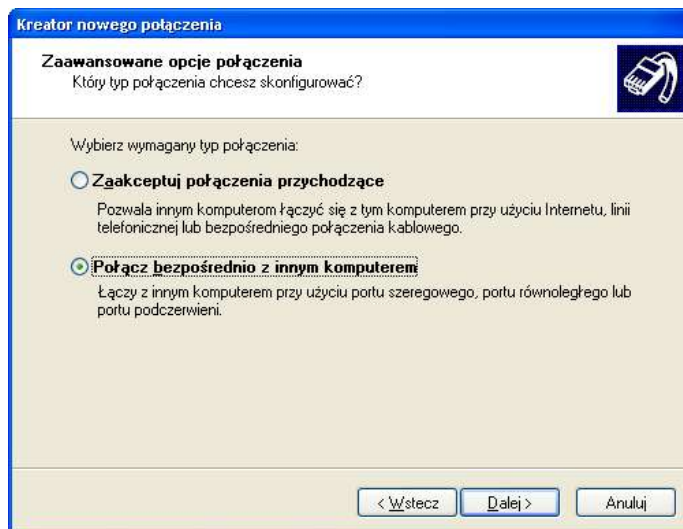 Kreator nowego połączenia
Zaawansowane opcje połączenia
Który typ połączenia chcesz skonfigurować?
Wybierz wymagany typ połączenia:
Zaakceptuj połączenia przychodzące
Pozwala innym komputerom łączyć się z tym komputerem przy użyciu Internetu, linii
telefonicznej lub bezpośredniego połączenia kablowego.
Połącz bezpośrednio z innym komputerem
Łączy z innym komputerem przy użyciu portu szeregowego, portu równoległego lub
portu podczerwieni.
< Wstecz
Dalej >
Anuluj